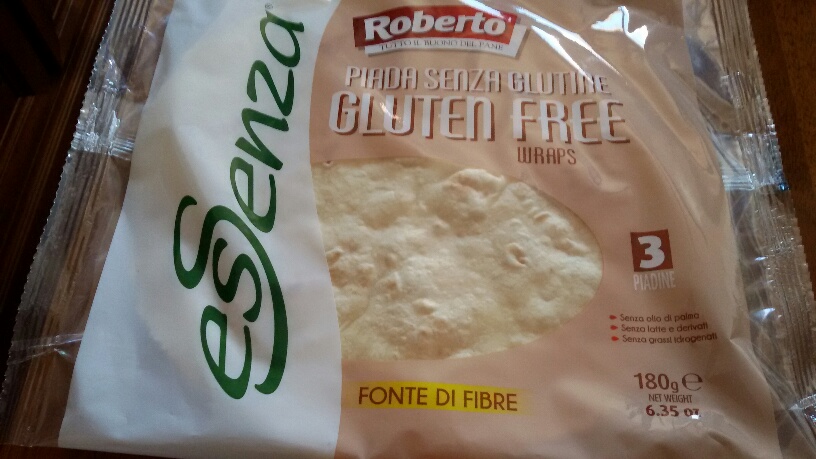 esSenza
Roberto
TUTTO IL BUONO DEL PANE
PIADA SENZA GLUTINE
GLUTEN FREE
WRAPS
3
PIADINE
Senza olio di palma
Senza latte e derivati
Senza grassi idrogenati
180g e
NET WEIGHT
6.35 oz
FONTE DI FIBRE